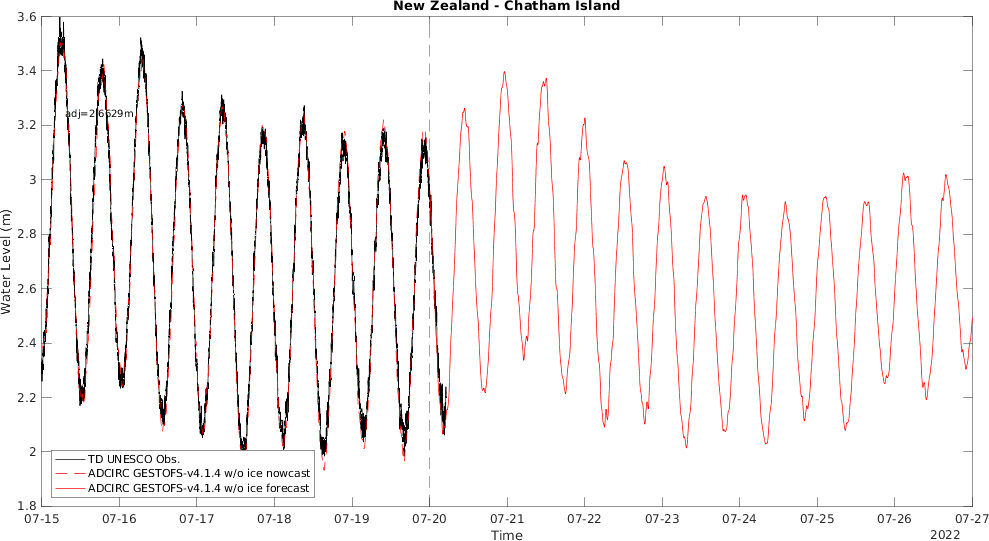 New Zealand - Chatham Island
3.6
3.4
adj=2.6629m
3.2
3
2.8
Water Level (m)
2.6
2.4
2.2
2
TD UNESCO Obs.
ADCIRC GESTOFS-v4.1.4 w/o ice nowcast
ADCIRC GESTOFS-v4.1.4 w/o ice forecast
1.8
07-15 07-16 07-17 07-18 07-19 07-20 07-21 07-22 07-23 07-24 07-25 07-26 07-27
Time
2022